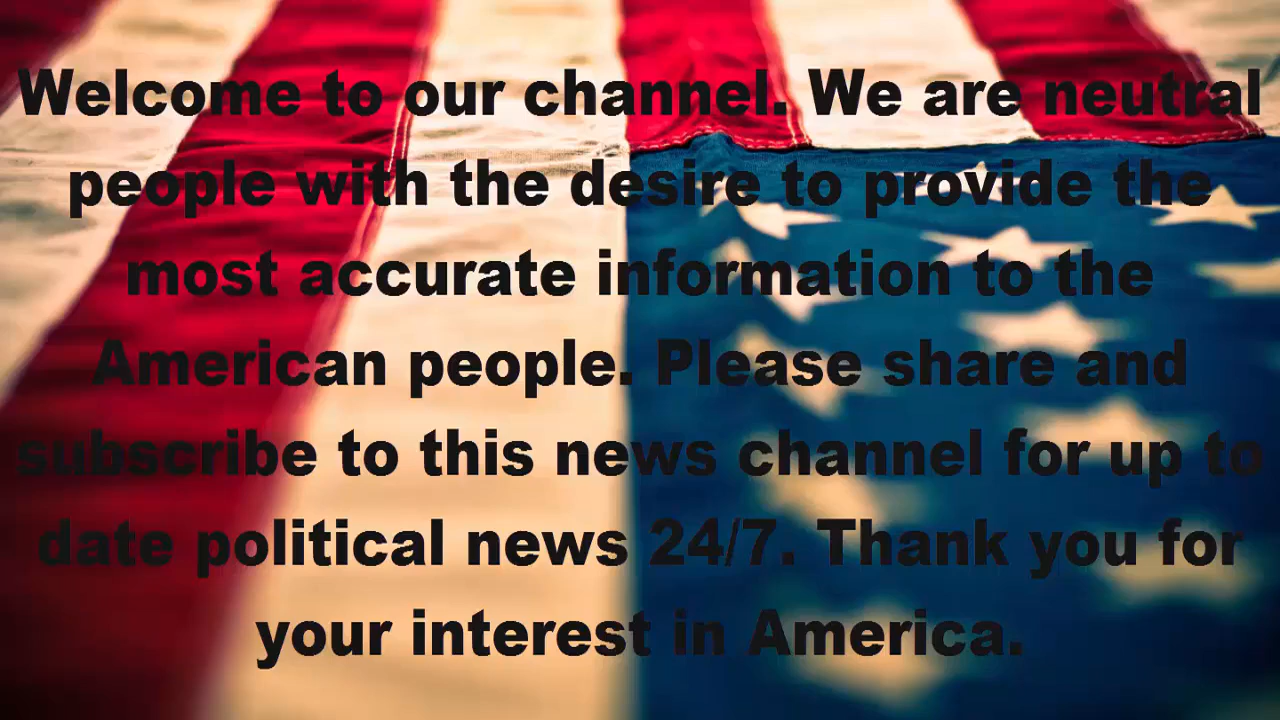 Welcome to our channel. We are neutral
people with the desire to provide the
most accurate information to the
American people. Please share and
subscribe to this news channel for up to
date political news 24/7. Thank you for
your interest in America.